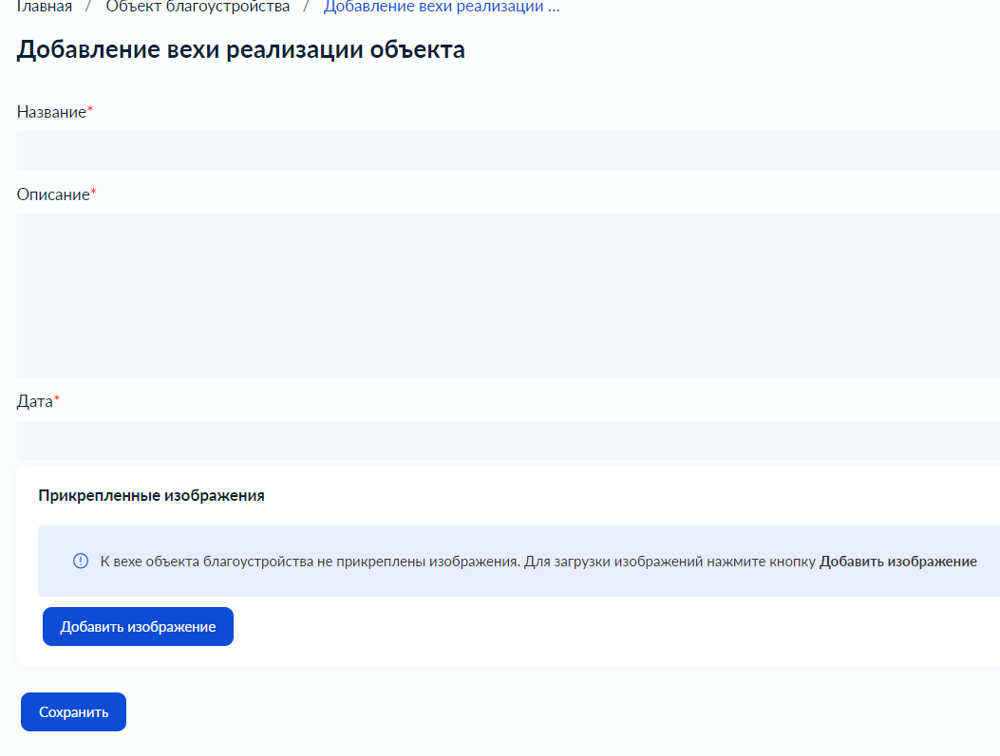 Главная / Объект благоустройства / Добавление вехи реализации ...
Добавление вехи реализации объекта
Название*
Описание*
Дата*
Прикрепленные изображения
К вехе объекта благоустройства не прикреплены изображения. Для загрузки изображений нажмите кнопку Добавить изображение
Добавить изображение
Сохранить